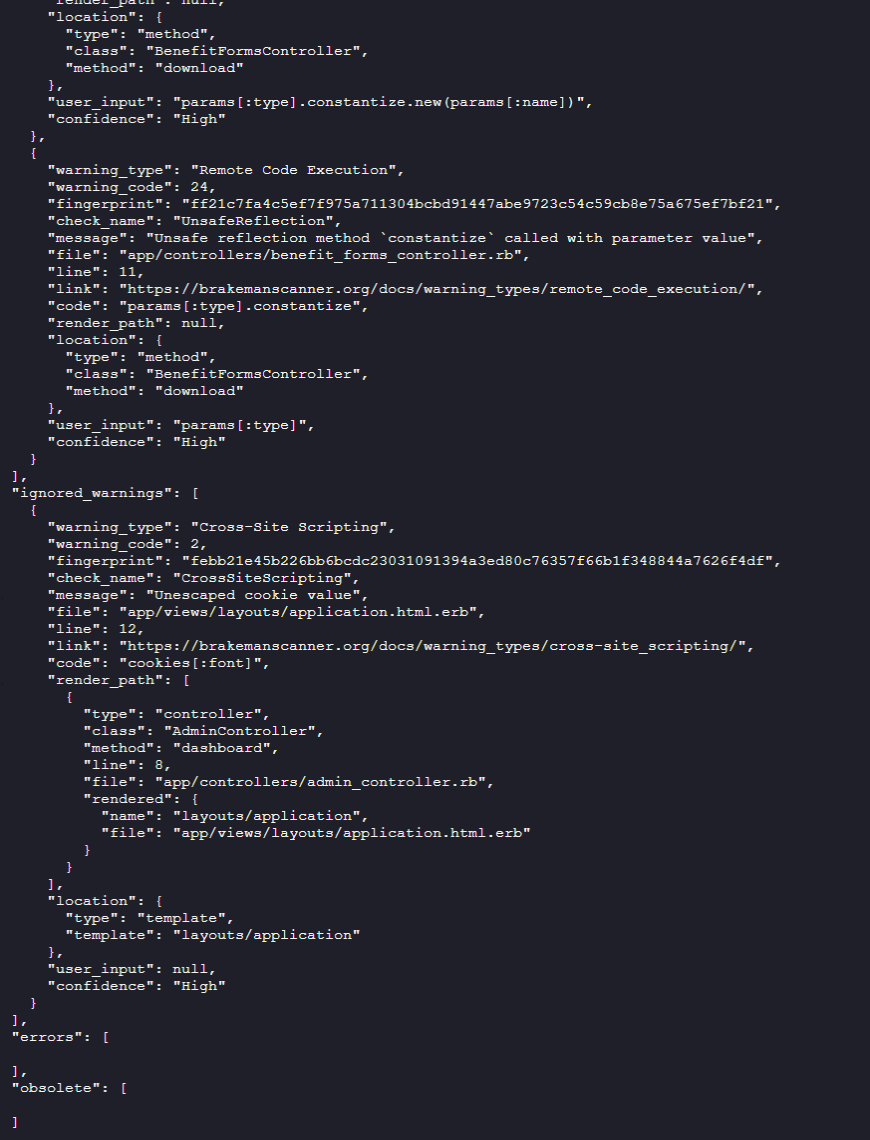 "render_path": null,
"location": {
"type": "method",
"class": "BenefitFormsController",
"method": "download"
},
"user_input": "params[:type].constantize.new(params[:name])",
"confidence": "High"
},
{
"warning_type": "Remote Code Execution",
"warning_code": 24,
"fingerprint": "ff21c7fa4c5ef7f975a711304bcbd91447abe9723c54c59cb8e75a675ef7bf21",
"check_name": "UnsafeReflection",
"message": "Unsafe reflection method `constantize` called with parameter value",
"file": "app/controllers/benefit_forms_controller.rb",
"line": 11,
"link": "https://brakemanscanner.org/docs/warning_types/remote_code_execution/",
"code": "params[:type].constantize",
"render_path": null,
"location": {
"type": "method",
"class": "BenefitFormsController",
"method": "download"
},
"user_input": "params[:type]",
"confidence": "High"
}
],
"ignored_warnings": [
{
"warning_type": "Cross-Site Scripting",
"warning_code": 2,
"fingerprint": "febb21e45b226bb6bcdc23031091394a3ed80c76357f66b1f348844a7626f4df",
"check_name": "CrossSiteScripting",
"message": "Unescaped cookie value",
"file": "app/views/layouts/application.html.erb",
"line": 12,
"link": "https://brakemanscanner.org/docs/warning_types/cross-site_scripting/",
"code": "cookies[:font]",
"render_path": [
{
"type": "controller",
"class": "AdminController",
"method": "dashboard",
"line": 8,
"file": "app/controllers/admin_controller.rb",
"rendered": {
"name": "layouts/application",
"file": "app/views/layouts/application.html.erb"
}
}
],
"location": {
"type": "template",
"template": "layouts/application"
},
"user_input": null,
"confidence": "High"
}
],
"errors": [
],
"obsolete": [
]